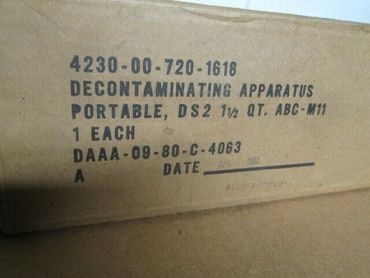 4230-00-720-1618
DECONTAMINATING APPARATUS
PORTABLE, DS2 1½ QT. ABC-M11
1 EACH
DAAA-09-80-C-4063
A DATE